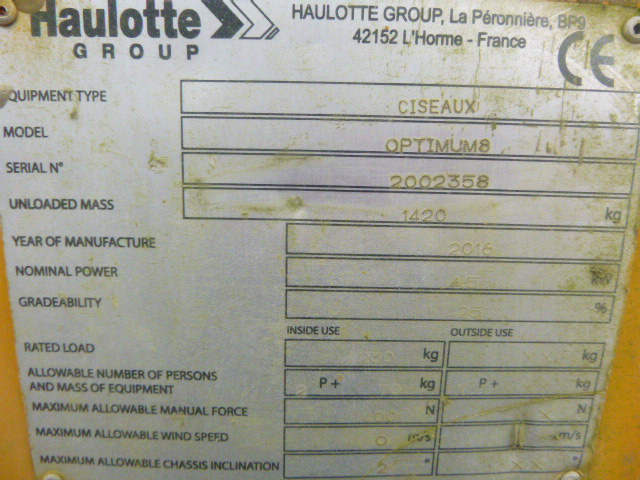 Haulotte
GROUP
HAULOTTE GROUP, La Péronnière, BP9
42152 L'Horme - France
CE
EQUIPMENT TYPE CISEAUX
MODEL OPTIMUM8
SERIAL N° 2002358
UNLOADED MASS 1420 kg
YEAR OF MANUFACTURE 2016
NOMINAL POWER
GRADEABILITY %
INSIDE USE OUTSIDE USE
RATED LOAD kg kg
ALLOWABLE NUMBER OF PERSONS
AND MASS OF EQUIPMENT P + kg P + kg
MAXIMUM ALLOWABLE MANUAL FORCE N N
MAXIMUM ALLOWABLE WIND SPEED 0 m/s m/s
MAXIMUM ALLOWABLE CHASSIS INCLINATION ° °